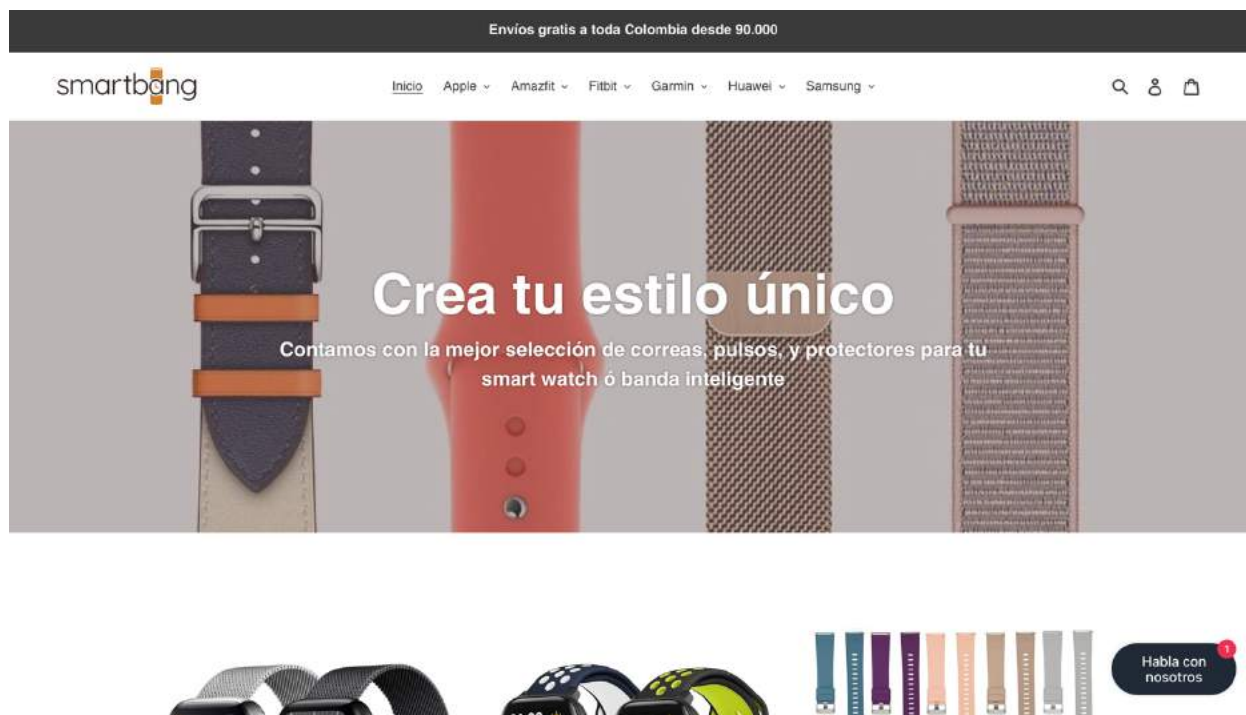 Envíos gratis a toda Colombia desde 90.000
smartbang
Inicio Apple Amazfit Fitbit Garmin Huawei Samsung
Crea tu estilo único
Contamos con la mejor selección de correas, pulsos, y protectores para tu
smart watch ó banda inteligente
1
Habla con
nosotros